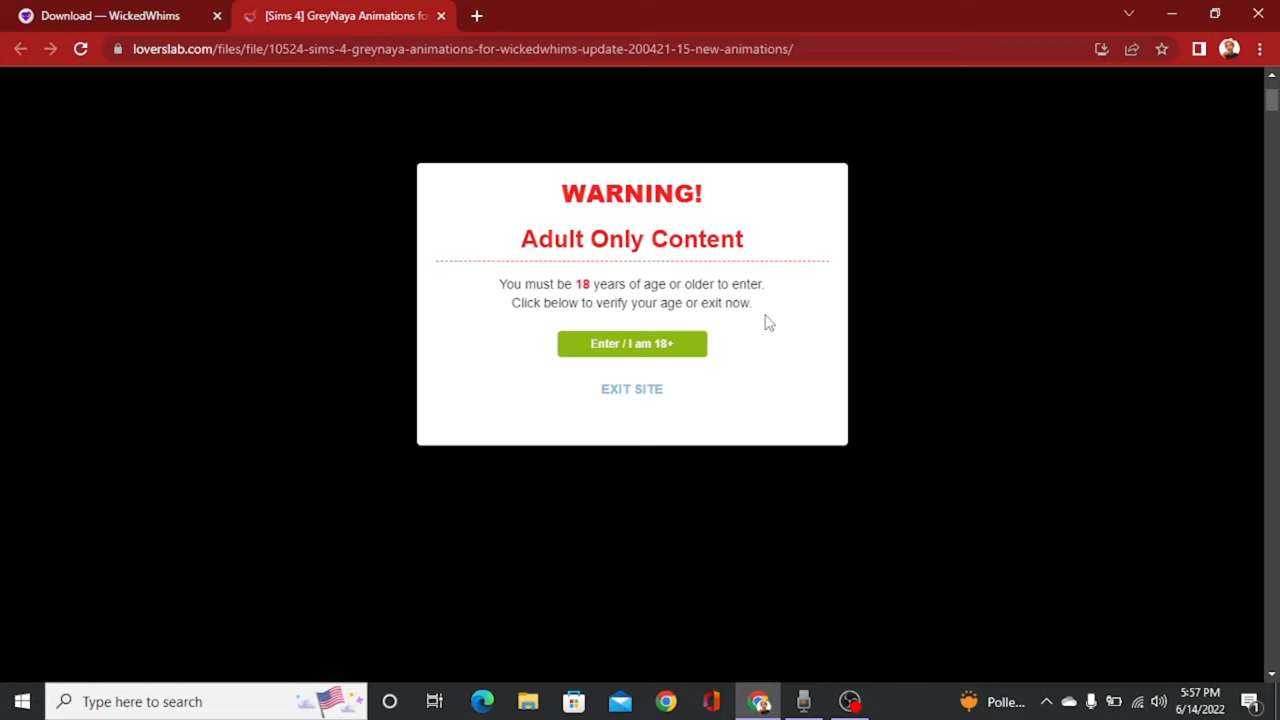 Download — WickedWhims
[Sims 4] GreyNaya Animations fo
loverslab.com/files/file/10524-sims-4-greynaya-animations-for-wickedwhims-update-200421-15-new-animations/
WARNING!
Adult Only Content
You must be 18 years of age or older to enter.
Click below to verify your age or exit now.
Enter / I am 18+
EXIT SITE
Type here to search
Polle...
5:57 PM
6/14/2022
1